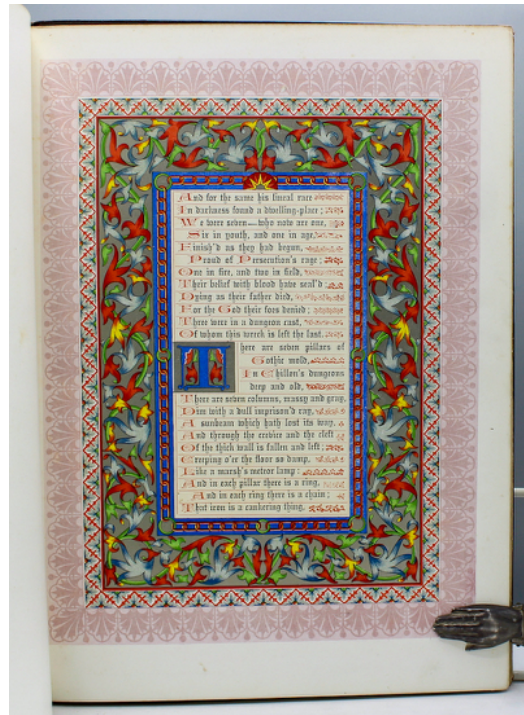 And for the same his lineal race
In darkness found a dwelling-place;
We were seven—who now are one,
Six in youth, and one in age,
Finish'd as they had begun,
Proud of Persecution's rage;
One in fire, and two in field,
Their belief with blood have seal'd:
Dying as their father died,
For the God their foes denied;
Three were in a dungeon cast,
Of whom this wreck is left the last.
There are seven pillars of
Gothic mold,
In Chillon's dungeons
deep and old,
There are seven columns, massy and gray,
Dim with a dull imprison'd ray,
A sunbeam which hath lost its way,
And through the crevice and the cleft
Of the thick wall is fallen and left;
Creeping o'er the floor so damp,
Like a marsh's meteor lamp:
And in each pillar there is a ring,
And in each ring there is a chain;
That iron is a cankering thing,